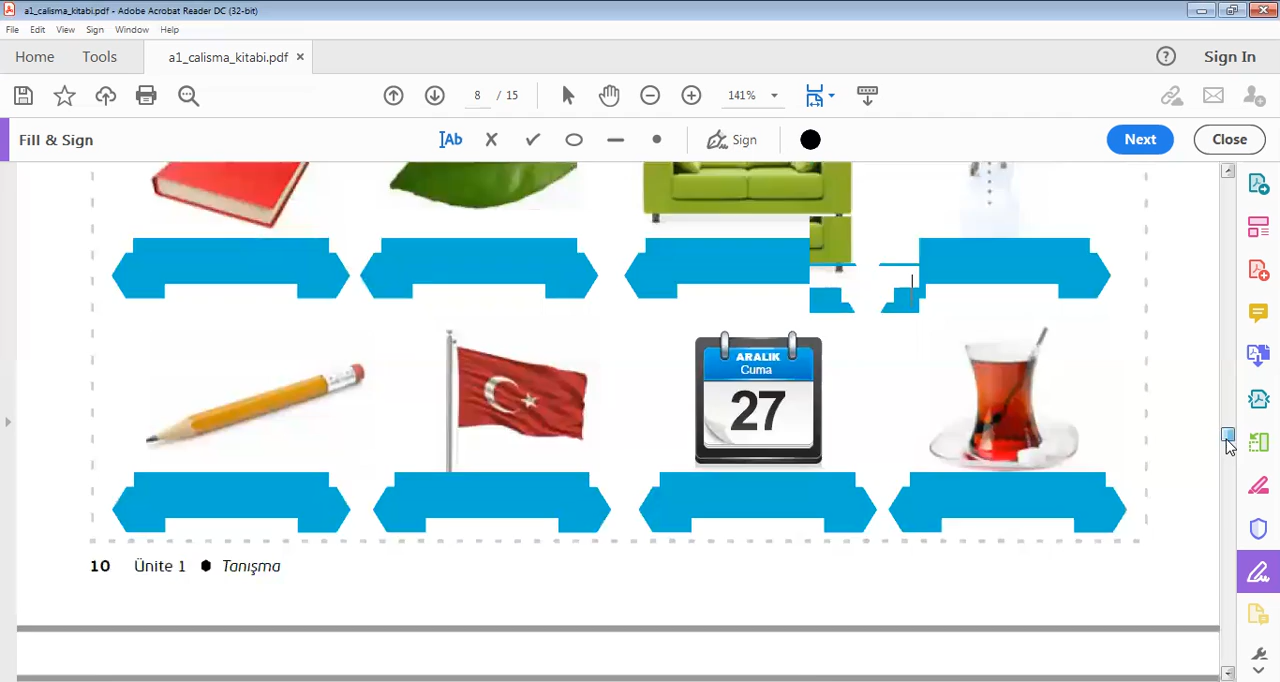 a1_calisma_kitabi.pdf - Adobe Acrobat Reader DC (32-bit)
File Edit View Sign Window Help
Home Tools a1_calisma_kitabi.pdf × Sign In
8 / 15 141%
Fill & Sign Ab Sign Next Close
ARALIK
Cuma
27
10 Ünite 1 Tanışma